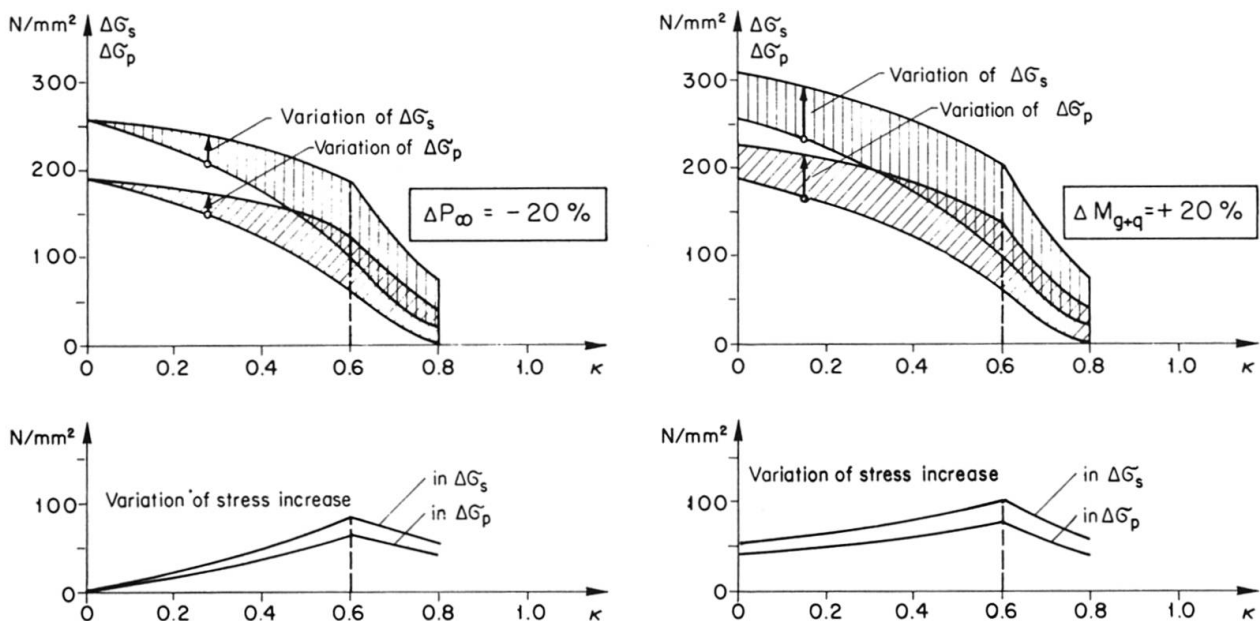 N/mm² Δσs
Δσp
300
200
100
0
Variation of Δσs
Variation of Δσp
ΔP∞ = -20 %
0 0.2 0.4 0.6 0.8 1.0 κ
N/mm² Δσs
Δσp
300
200
100
0
Variation of Δσs
Variation of Δσp
ΔMg+q = +20 %
0 0.2 0.4 0.6 0.8 1.0 κ
N/mm²
100
0
Variation of stress increase
in Δσs
in Δσp
0 0.2 0.4 0.6 0.8 1.0 κ
N/mm²
100
0
Variation of stress increase
in Δσs
in Δσp
0 0.2 0.4 0.6 0.8 1.0 κ